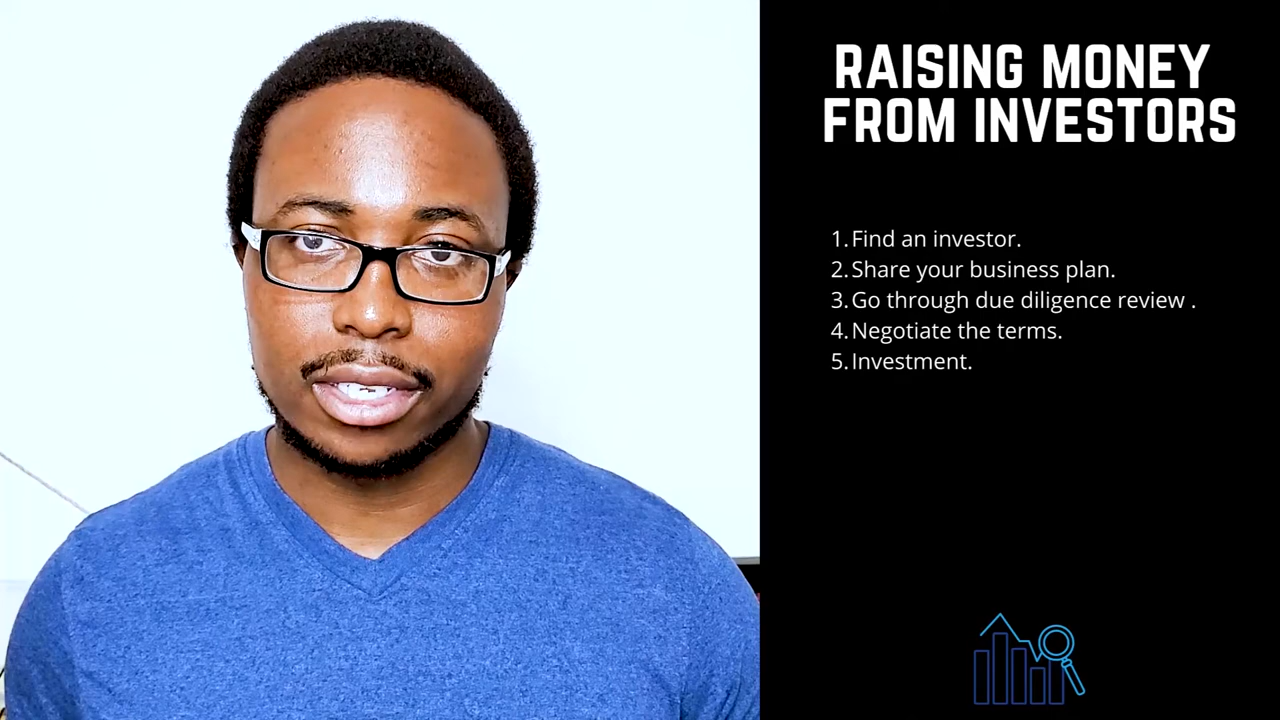 RAISING MONEY
FROM INVESTORS
1. Find an investor.
2. Share your business plan.
3. Go through due diligence review .
4. Negotiate the terms.
5. Investment.